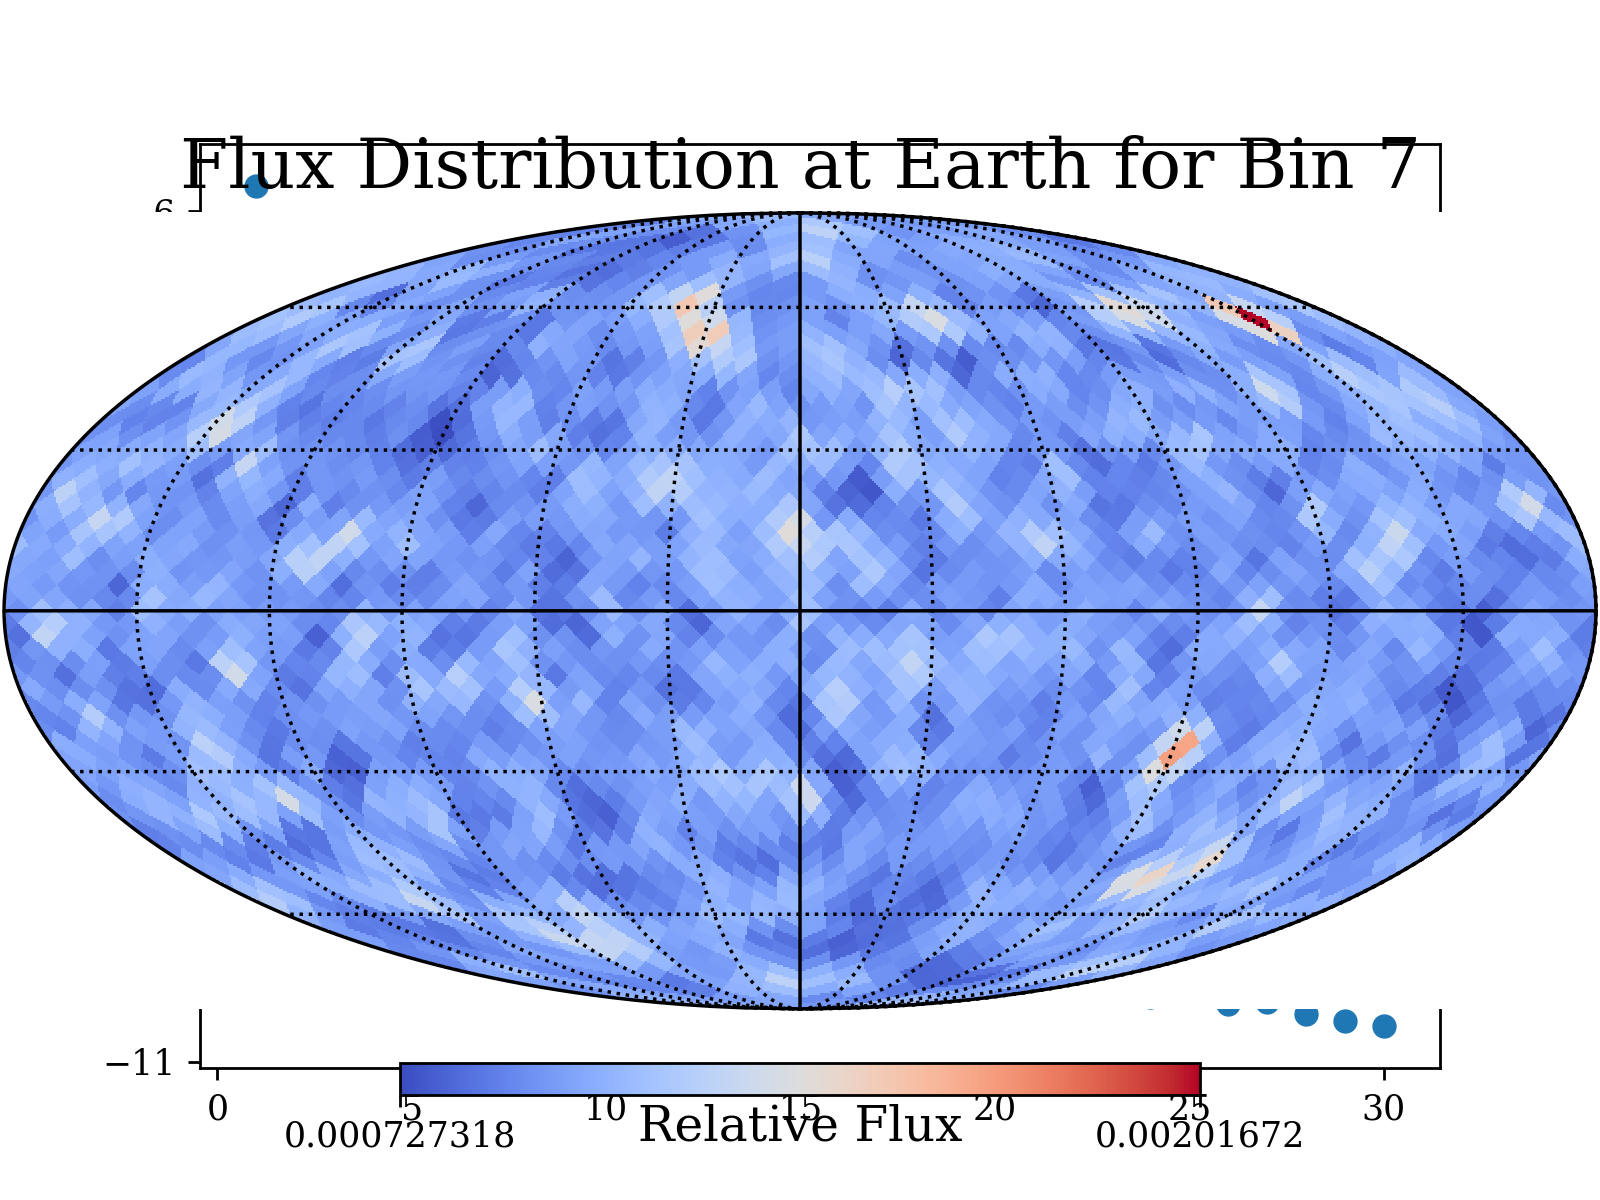 Flux Distribution at Earth for Bin 7
6
−11
0 5 10 15 20 25 30
Relative Flux
0.000727318 0.00201672